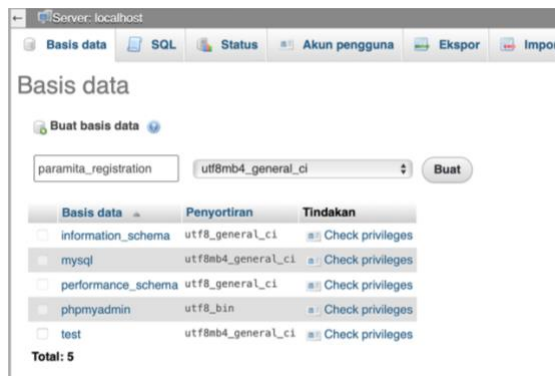 Server: localhost
Basis data SQL Status Akun pengguna Ekspor
Basis data
Buat basis data
paramita_registration utf8mb4_general_ci Buat
Basis data Penyortiran Tindakan
information_schema utf8_general_ci Check privileges
mysql utf8mb4_general_ci Check privileges
performance_schema utf8_general_ci Check privileges
phpmyadmin utf8_bin Check privileges
test utf8mb4_general_ci Check privileges
Total: 5